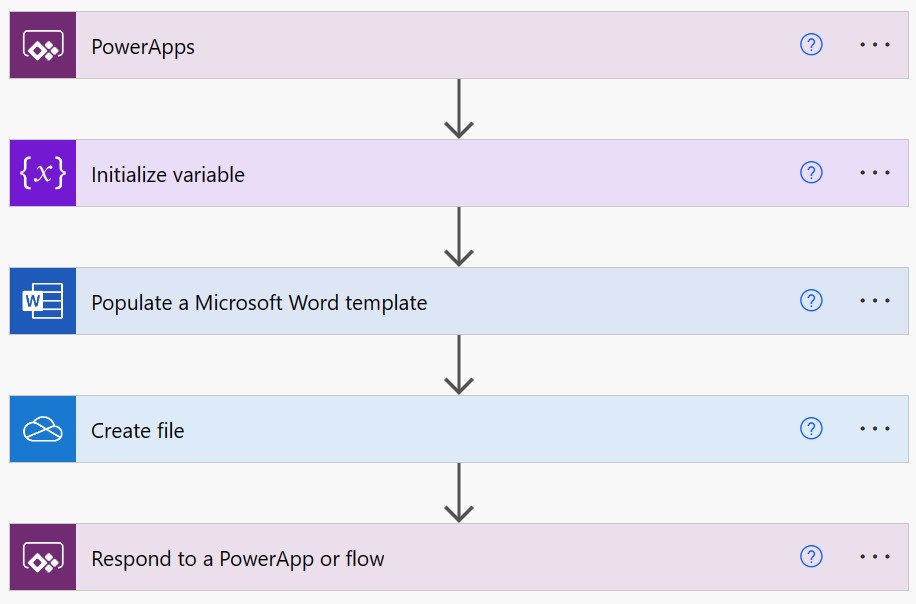 PowerApps
?
{x}
Initialize variable
?
W
Populate a Microsoft Word template
?
Create file
?
Respond to a PowerApp or flow
?